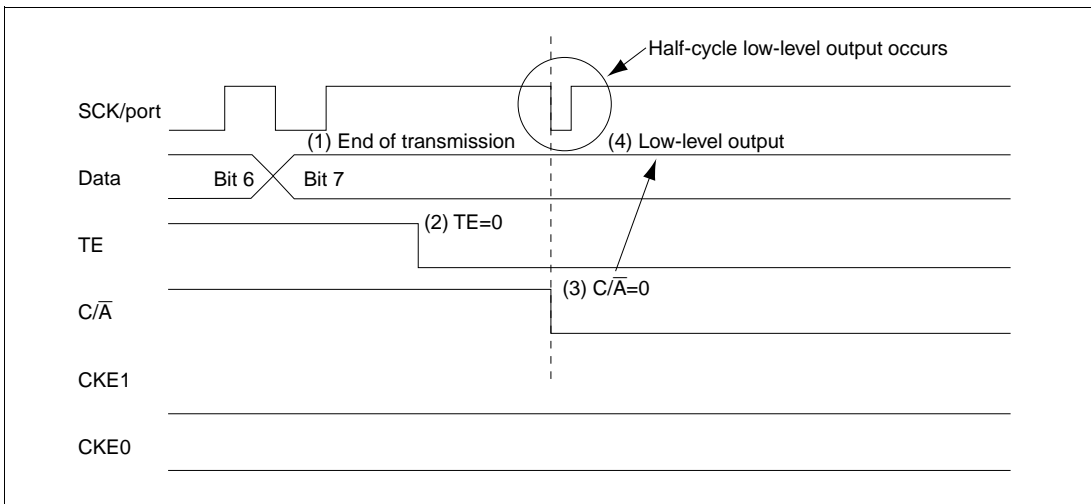 Half-cycle low-level output occurs
SCK/port
(1) End of transmission
(4) Low-level output
Data
Bit 6
Bit 7
(2) TE=0
TE
(3) C/A̅=0
C/A̅
CKE1
CKE0